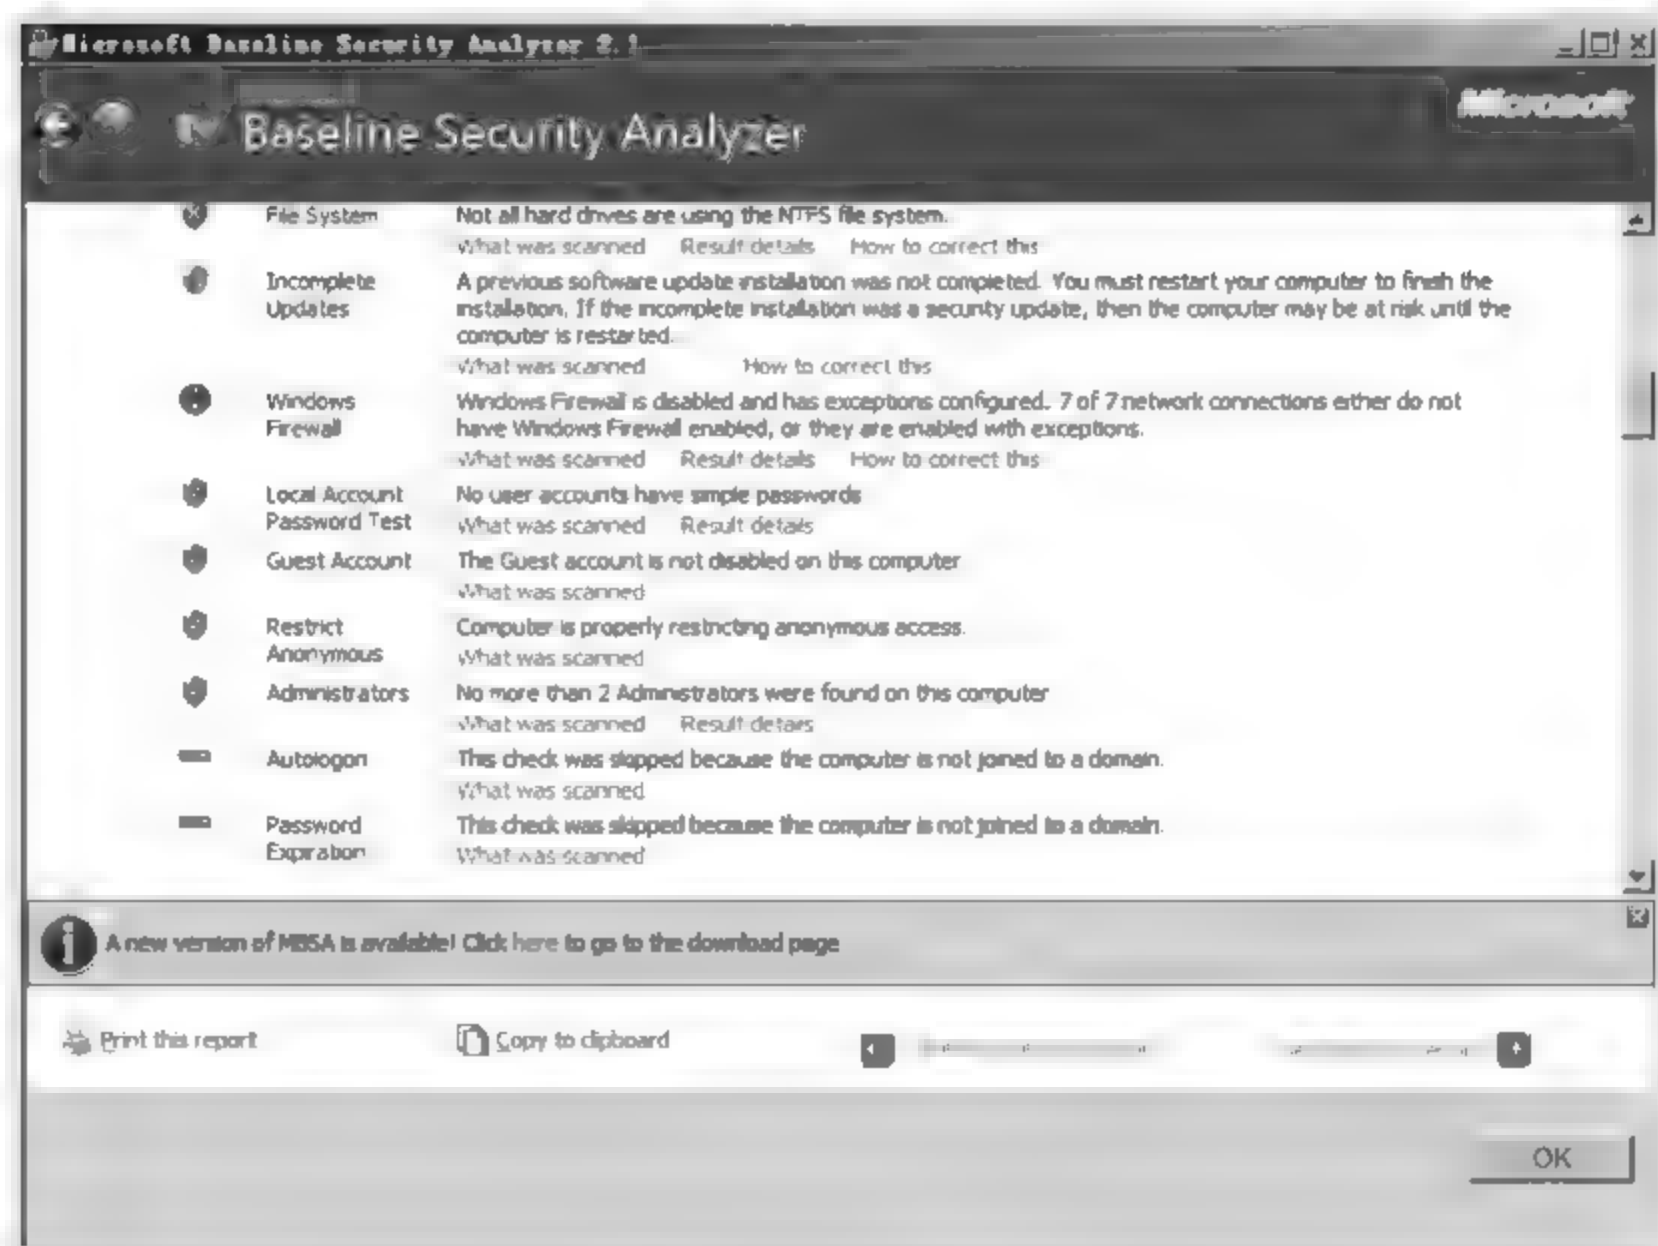 Microsoft Baseline Security Analyzer 2.1
Microsoft
Baseline Security Analyzer
File System Not all hard drives are using the NTFS file system.
What was scanned Result details How to correct this
Incomplete A previous software update installation was not completed. You must restart your computer to finish the
Updates installation. If the incomplete installation was a security update, then the computer may be at risk until the
computer is restarted.
What was scanned How to correct this
Windows Windows Firewall is disabled and has exceptions configured. 7 of 7 network connections either do not
Firewall have Windows Firewall enabled, or they are enabled with exceptions.
What was scanned Result details How to correct this
Local Account No user accounts have simple passwords
Password Test What was scanned Result details
Guest Account The Guest account is not disabled on this computer
What was scanned
Restrict Computer is properly restricting anonymous access.
Anonymous What was scanned
Administrators No more than 2 Administrators were found on this computer
What was scanned Result details
Autologon This check was skipped because the computer is not joined to a domain.
What was scanned
Password This check was skipped because the computer is not joined to a domain.
Expiration What was scanned
A new version of MBSA is available! Click here to go to the download page
Print this report Copy to clipboard
OK